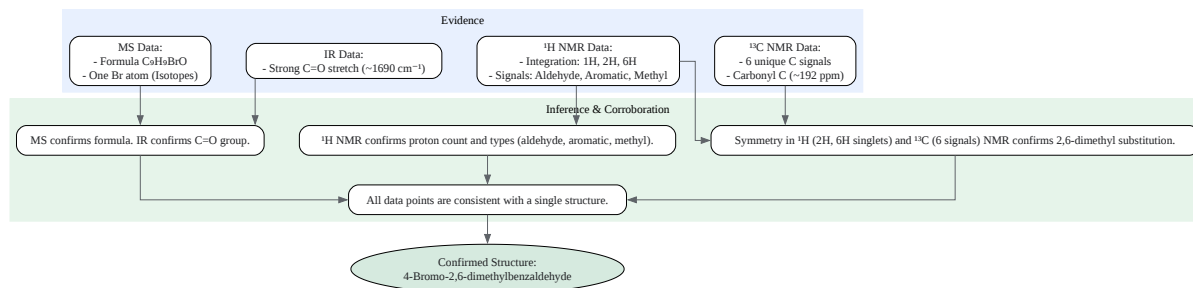 Evidence
MS Data:
- Formula C₉H₉BrO
- One Br atom (Isotopes)
IR Data:
- Strong C=O stretch (~1690 cm⁻¹)
¹H NMR Data:
- Integration: 1H, 2H, 6H
- Signals: Aldehyde, Aromatic, Methyl
¹³C NMR Data:
- 6 unique C signals
- Carbonyl C (~192 ppm)
Inference & Corroboration
MS confirms formula. IR confirms C=O group.
¹H NMR confirms proton count and types (aldehyde, aromatic, methyl).
Symmetry in ¹H (2H, 6H singlets) and ¹³C (6 signals) NMR confirms 2,6-dimethyl substitution.
All data points are consistent with a single structure.
Confirmed Structure:
4-Bromo-2,6-dimethylbenzaldehyde